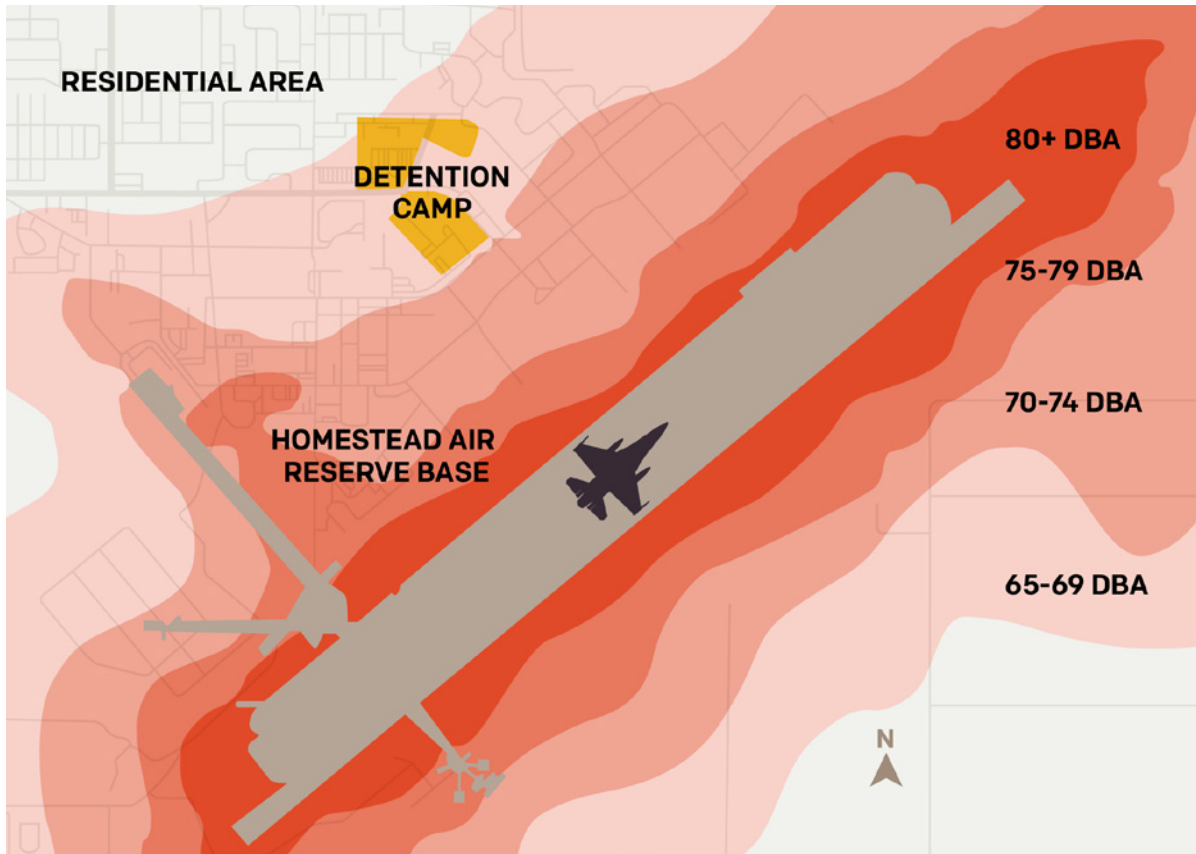 RESIDENTIAL AREA
80+ DBA
DETENTION
CAMP
75-79 DBA
70-74 DBA
HOMESTEAD AIR
RESERVE BASE
65-69 DBA
N